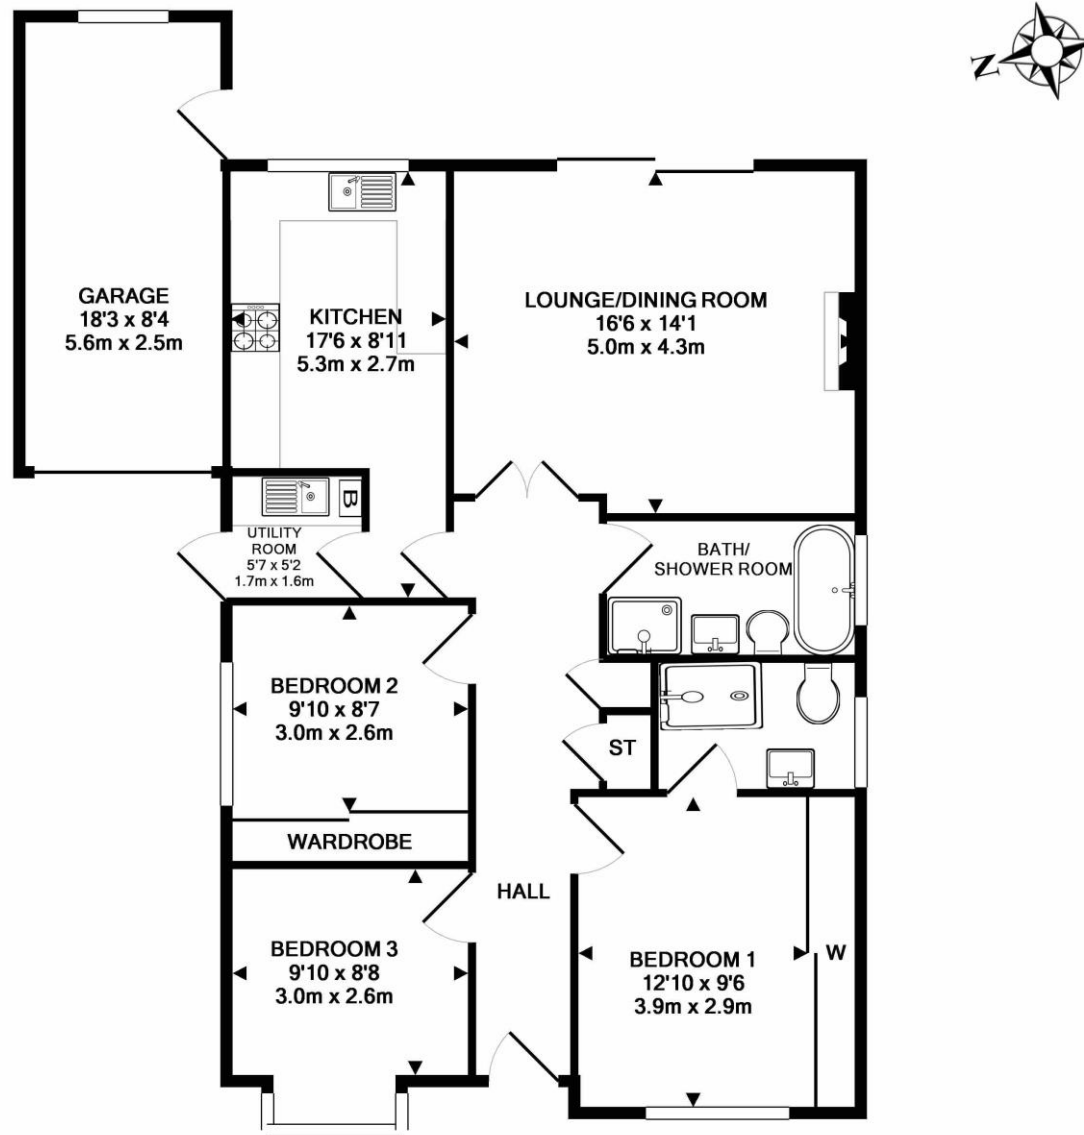 N
GARAGE
18'3 x 8'4
5.6m x 2.5m
KITCHEN
17'6 x 8'11
5.3m x 2.7m
LOUNGE/DINING ROOM
16'6 x 14'1
5.0m x 4.3m
B
UTILITY
ROOM
5'7 x 5'2
1.7m x 1.6m
BATH/
SHOWER ROOM
BEDROOM 2
9'10 x 8'7
3.0m x 2.6m
ST
WARDROBE
HALL
BEDROOM 3
9'10 x 8'8
3.0m x 2.6m
BEDROOM 1
12'10 x 9'6
3.9m x 2.9m
W